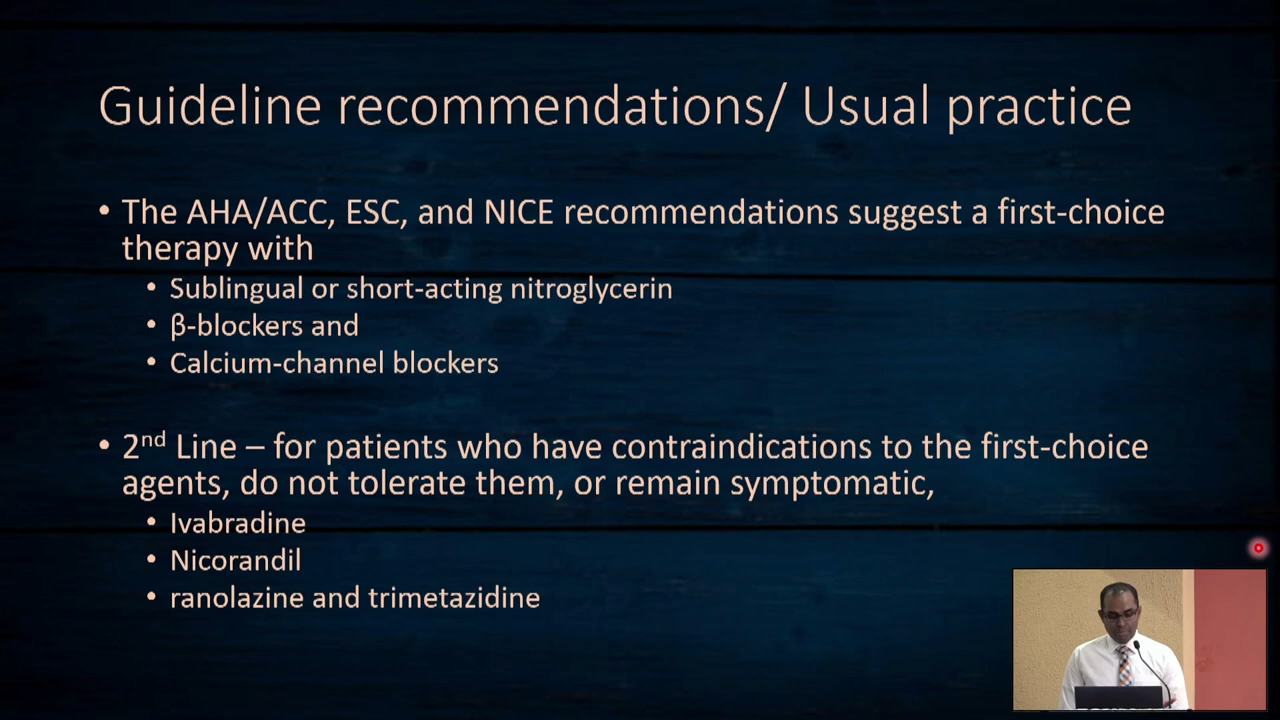 Guideline recommendations/ Usual practice
• The AHA/ACC, ESC, and NICE recommendations suggest a first-choice
therapy with
• Sublingual or short-acting nitroglycerin
• β-blockers and
• Calcium-channel blockers
• 2nd Line – for patients who have contraindications to the first-choice
agents, do not tolerate them, or remain symptomatic,
• Ivabradine
• Nicorandil
• ranolazine and trimetazidine